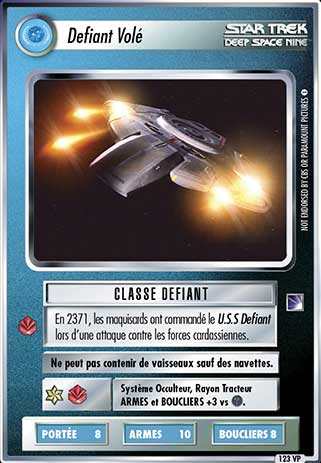 Defiant Volé
STAR TREK
DEEP SPACE NINE
NOT ENDORSED BY CBS OR PARAMOUNT PICTURES
CLASSE DEFIANT
En 2371, les maquisards ont commandé le U.S.S Defiant
lors d'une attaque contre les forces cardassiennes.
Ne peut pas contenir de vaisseaux sauf des navettes.
Système Occulteur, Rayon Tracteur
ARMES et BOUCLIERS +3 vs .
PORTÉE 8
ARMES 10
BOUCLIERS 8
123 VP